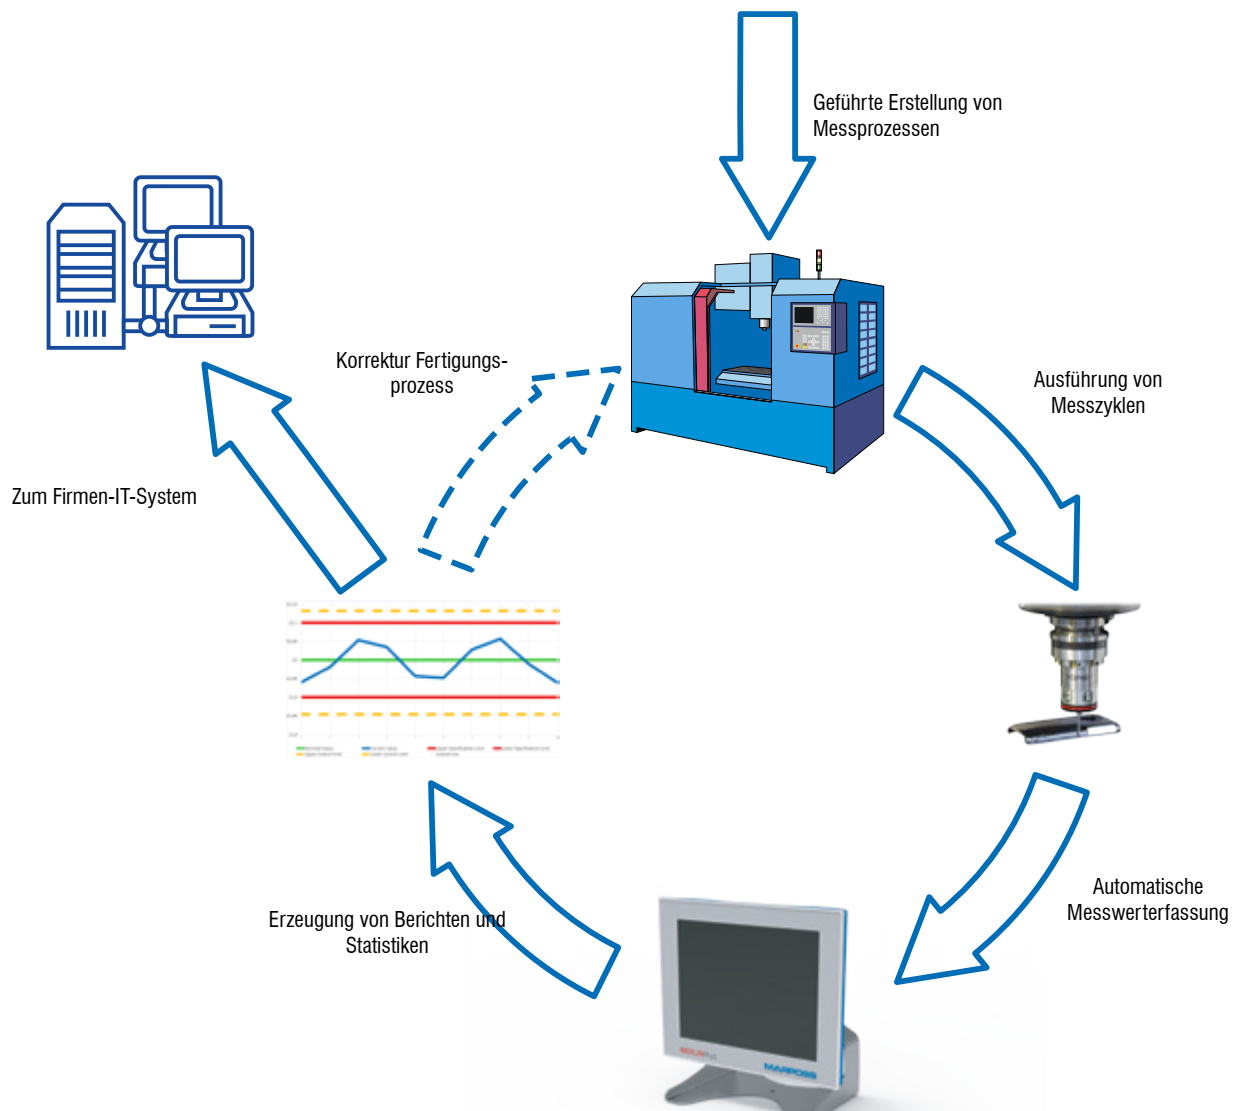 Geführte Erstellung von
Messprozessen
Korrektur Fertigungs-
prozess
Ausführung von
Messzyklen
Zum Firmen-IT-System
Automatische
Messwerterfassung
Erzeugung von Berichten und
Statistiken
MARPOSS